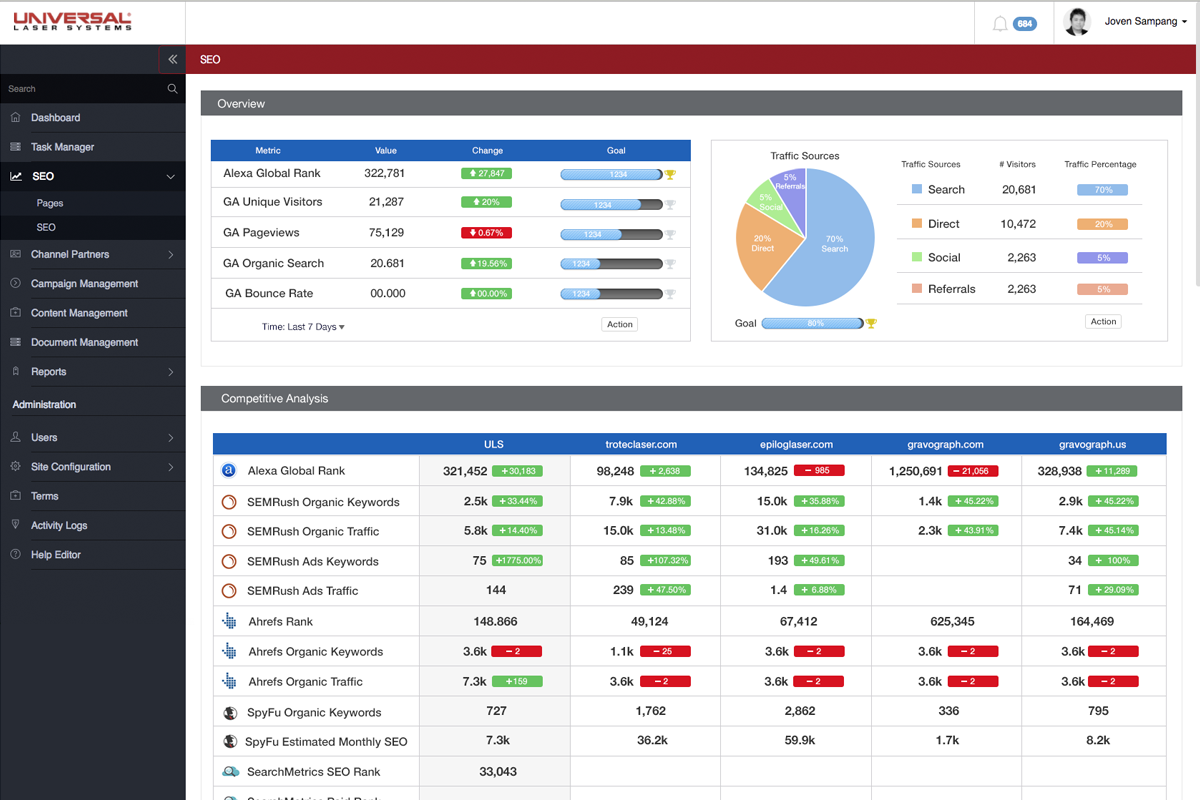 UNIVERSAL
LASER SYSTEMS
684
Joven Sampang
SEO
Search
Dashboard
Task Manager
SEO
Pages
SEO
Channel Partners
Campaign Management
Content Management
Document Management
Reports
Administration
Users
Site Configuration
Terms
Activity Logs
Help Editor
Overview
Metric Value Change Goal
Alexa Global Rank 322,781 27,847 1234
GA Unique Visitors 21,287 20% 1234
GA Pageviews 75,129 0.67% 1234
GA Organic Search 20.681 19.56% 1234
GA Bounce Rate 00.000 00.00% 1234
Time: Last 7 Days Action
Traffic Sources
5%
Referrals
5%
Social
20%
Direct
70%
Search
Goal 80%
Traffic Sources # Visitors Traffic Percentage
Search 20,681 70%
Direct 10,472 20%
Social 2,263 5%
Referrals 2,263 5%
Action
Competitive Analysis
ULS troteclaser.com epiloglaser.com gravograph.com gravograph.us
a Alexa Global Rank 321,452 +30,183 98,248 +2,638 134,825 − 985 1,250,691 − 21,056 328,938 +11,289
SEMRush Organic Keywords 2.5k +33.44% 7.9k +42.88% 15.0k +35.88% 1.4k +45.22% 2.9k +45.22%
SEMRush Organic Traffic 5.8k +14.40% 15.0k +13.48% 31.0k +16.26% 2.3k +43.91% 7.4k +45.14%
SEMRush Ads Keywords 75 +1775.00% 85 +107.32% 193 +49.61% 34 + 100%
SEMRush Ads Traffic 144 239 +47.50% 1.4 + 6.88% 71 +29.09%
Ahrefs Rank 148.866 49,124 67,412 625,345 164,469
Ahrefs Organic Keywords 3.6k − 2 1.1k − 25 3.6k − 2 3.6k − 2 3.6k − 2
Ahrefs Organic Traffic 7.3k +159 3.6k − 2 3.6k − 2 3.6k − 2 3.6k − 2
SpyFu Organic Keywords 727 1,762 2,862 336 795
SpyFu Estimated Monthly SEO 7.3k 36.2k 59.9k 1.7k 8.2k
SearchMetrics SEO Rank 33,043
SearchMetrics Paid Rank